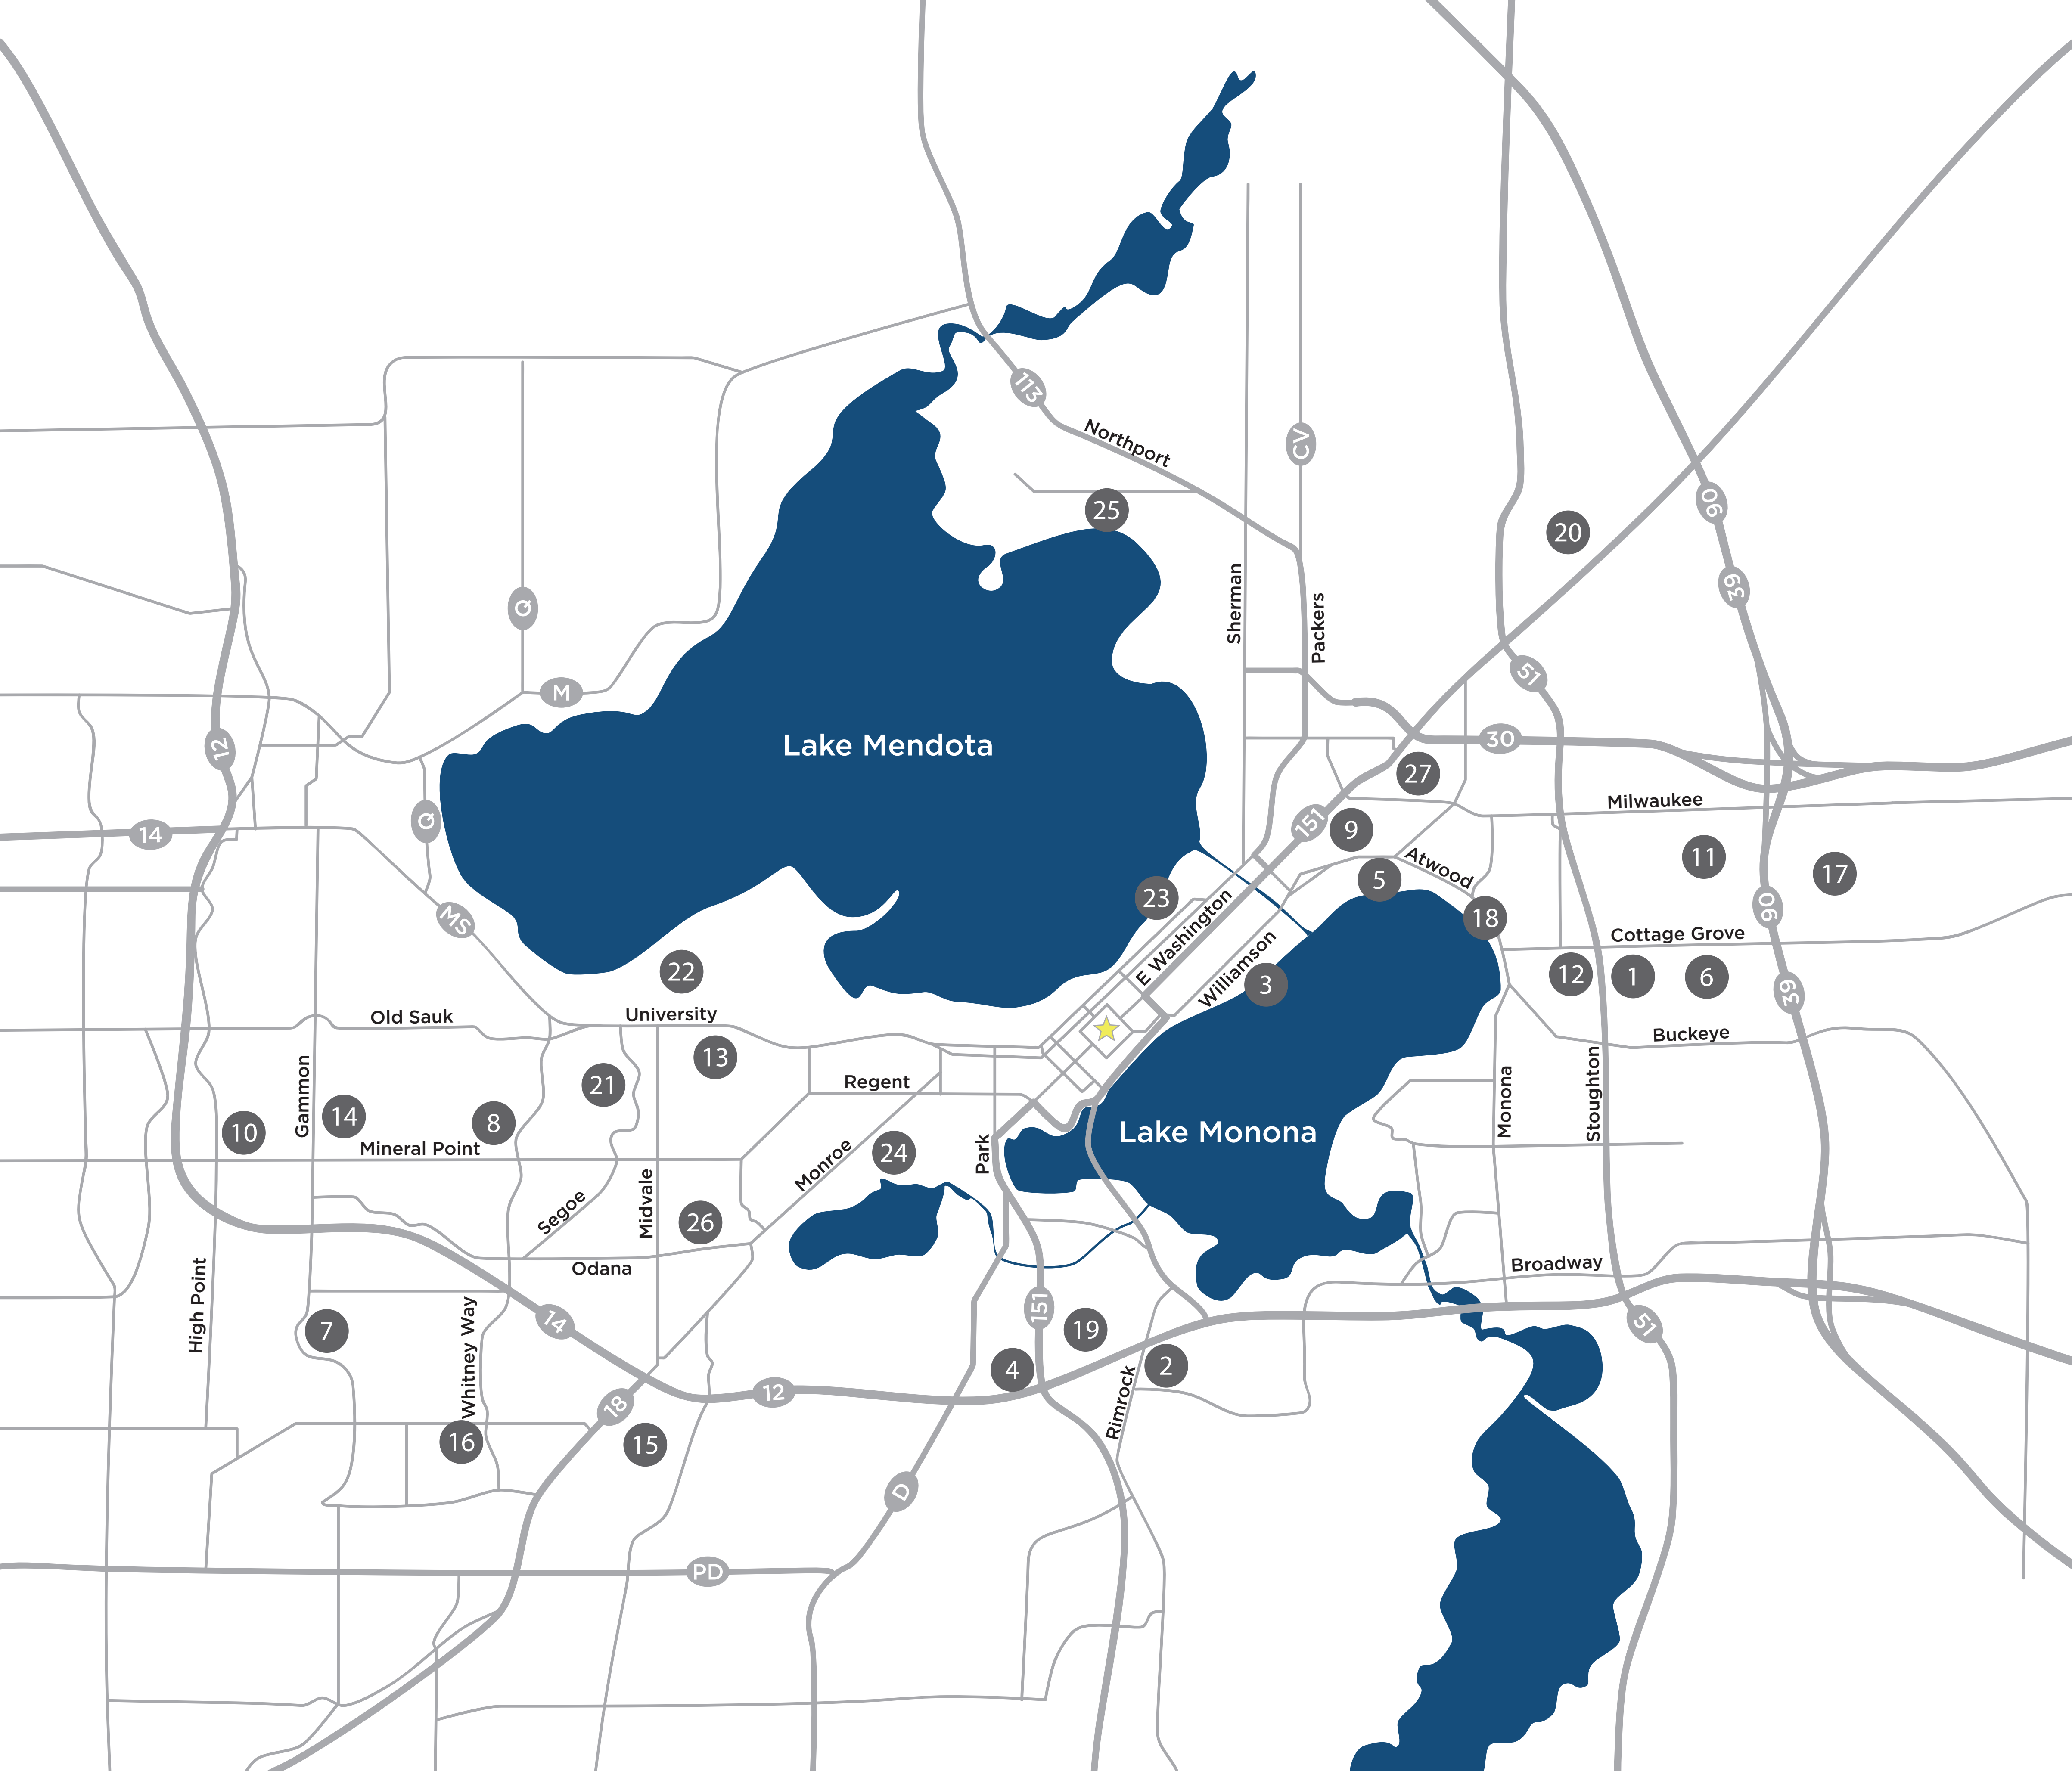 113
Northport
CV
25
20
90
39
Sherman
Packers
Q
M
51
12
Lake Mendota
30
27
Milwaukee
14
Q
151
9
Atwood
11
17
5
23
90
18
MS
E Washington
Williamson
Cottage Grove
22
3
12
1
6
39
Old Sauk
University
Buckeye
13
Regent
21
Gammon
14
8
10
Mineral Point
Lake Monona
Monona
Stoughton
Park
Monroe
24
Segoe
Midvale
26
Odana
Broadway
High Point
7
Whitney Way
14
151
19
51
4
2
12
Rimrock
18
16
15
D
PD